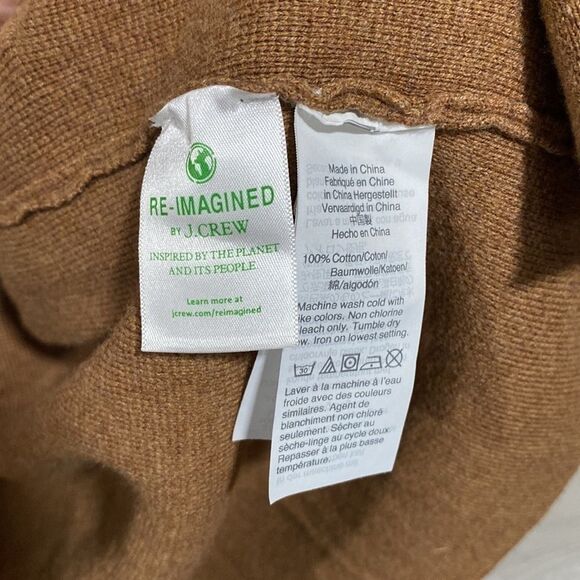 RE-IMAGINED
BY J.CREW
INSPIRED BY THE PLANET
AND ITS PEOPLE
Learn more at
jcrew.com/reimagined
Made in China
Fabriqué en Chine
in China Hergestellt
Vervaardigd in China
中国製
Hecho en China
100% Cotton/Coton/
Baumwolle/Katoen/
綿/algodón
Machine wash cold with
like colors. Non chlorine
bleach only. Tumble dry
low. Iron on lowest setting.
30
Laver à la machine à l'eau
froide avec des couleurs
similaires. Agent de
blanchiment non chloré
seulement. Sécher au
sèche-linge au cycle doux.
Repasser à la plus basse
température.